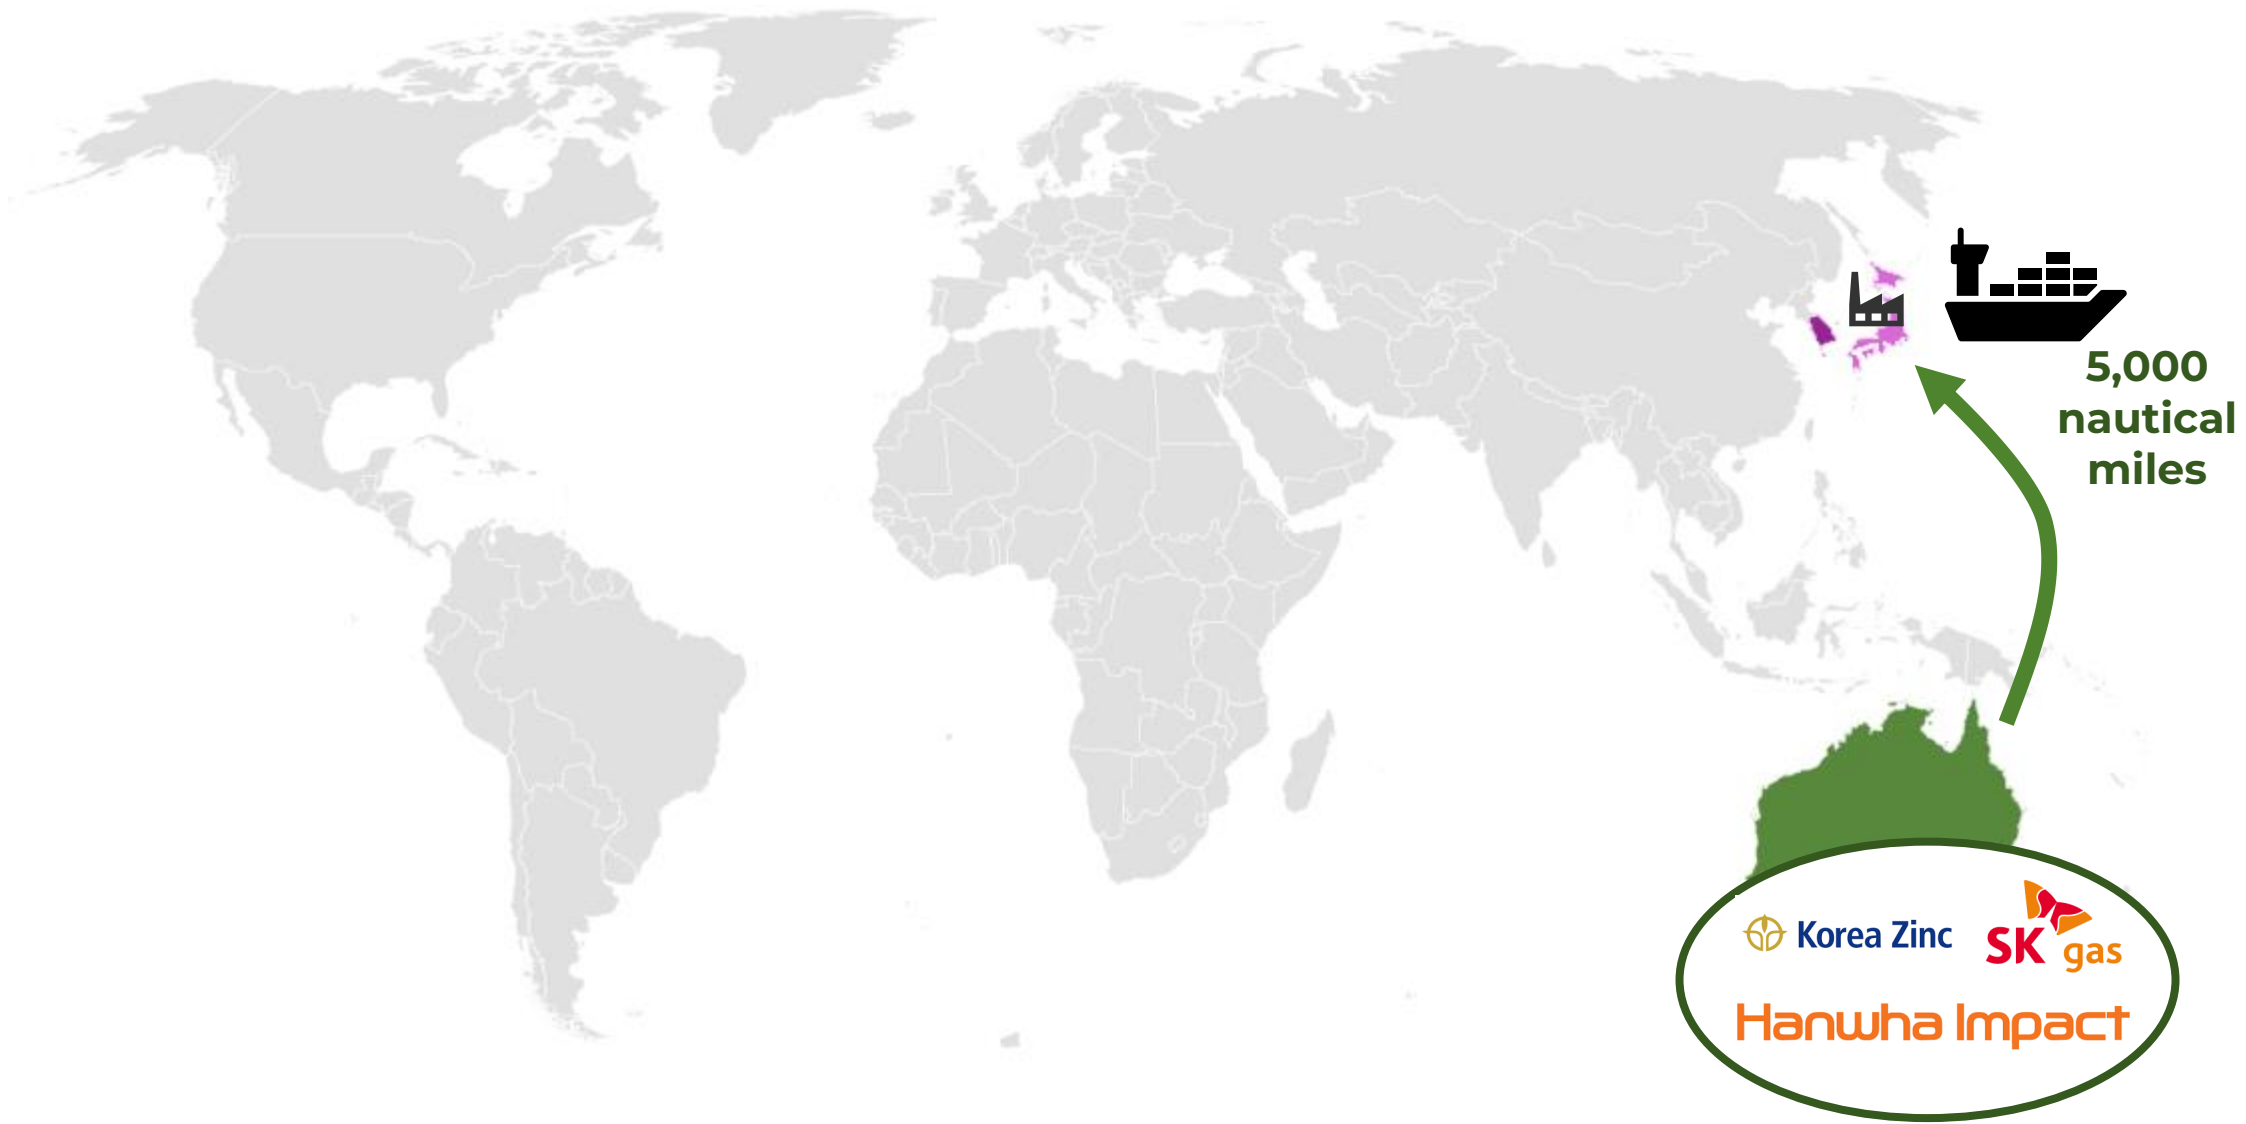 5,000
nautical
miles
Korea Zinc
SK gas
Hanwha Impact